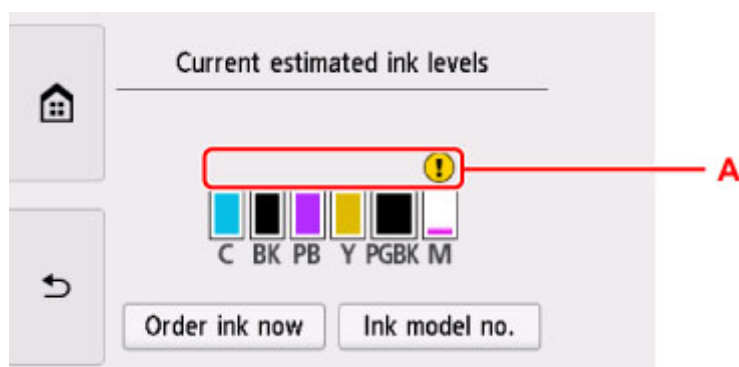 Current estimated ink levels
A
C BK PB Y PGBK M
Order ink now Ink model no.